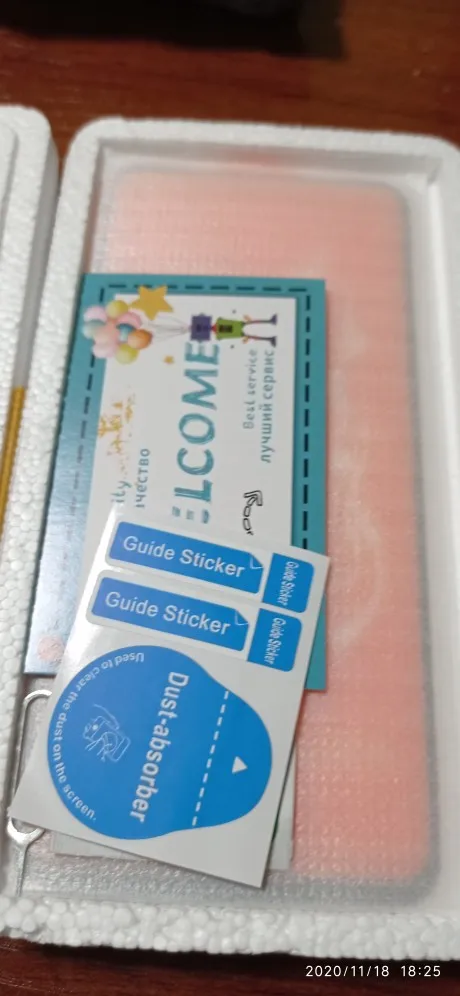 ELCOME
Best service
лучший сервис
Guide Sticker
Guide Sticker
Guide Sticker
Guide Sticker
Dust-absorber
Used to clear the dust on the screen.
2020/11/18 18:25